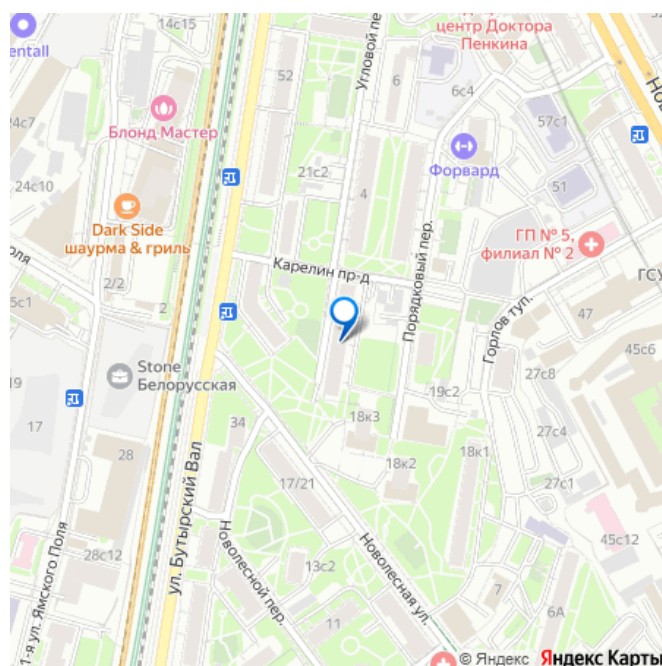 14с15
центр Доктора
Пенкина
entall
Угловой пер.
52
6
6с4
Но
24с7
Блонд Мастер
57с1
Форвард
21с2
24с10
4
51
Dark Side
шаурма & гриль
ГП № 5,
филиал № 2
Порядковый пер.
оля
Карелин пр-д
ГСУ
2/2
6с1
2
Горлов туп.
47
45с6
Stone
Белорусская
27с8
19
19с2
17
34
18к3
27с4
ул. Бутырский Вал
28
18к2
18к1
17/21
27с1
45с12
Новолесной пер.
Новолесная ул.
28с12
13с2
1-я ул. Ямского Поля
7
11
6А
© Яндекс Яндекс Карты